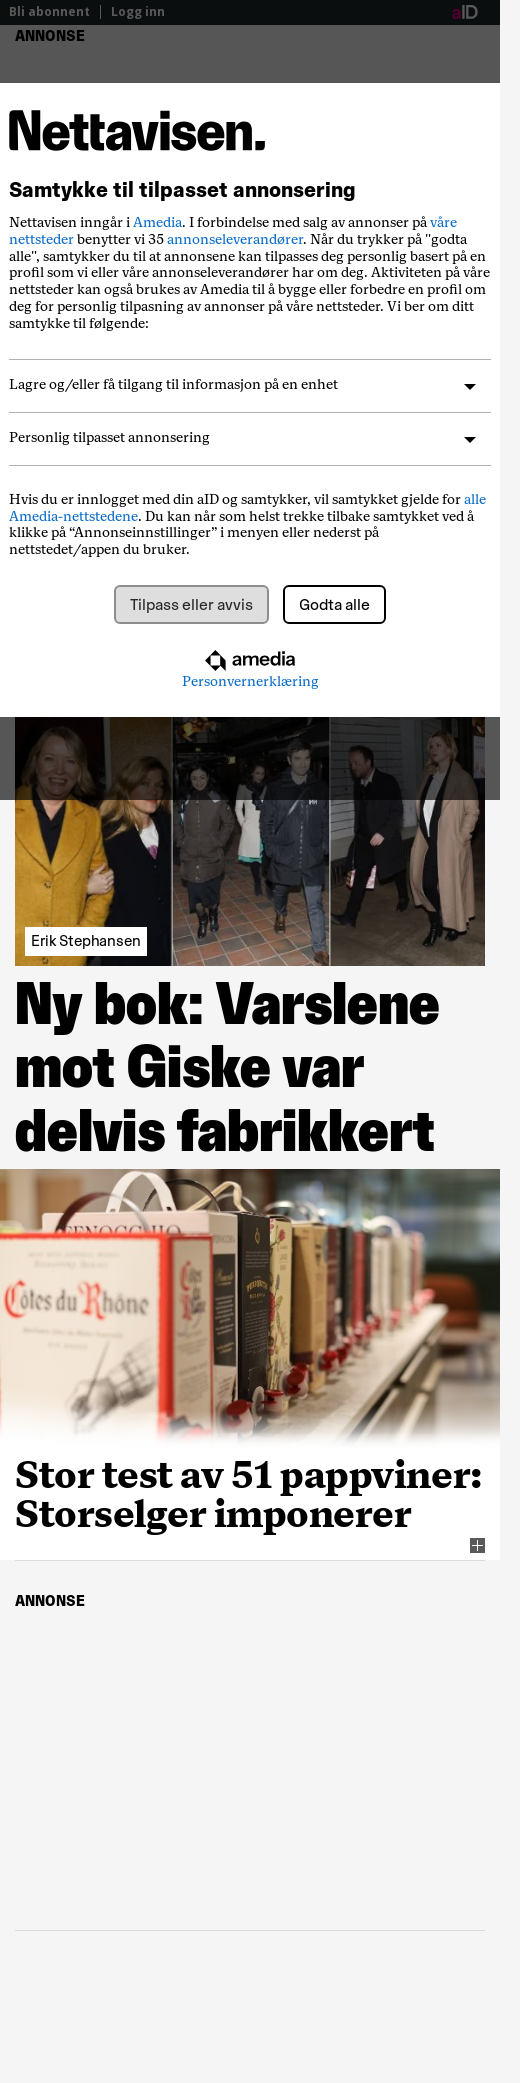 Bli abonnent
Logg inn
aID
ANNONSE
Nettavisen.
Samtykke til tilpasset annonsering
Nettavisen inngår i Amedia. I forbindelse med salg av annonser på våre
nettsteder benytter vi 35 annonseleverandører. Når du trykker på "godta
alle", samtykker du til at annonsene kan tilpasses deg personlig basert på en
profil som vi eller våre annonseleverandører har om deg. Aktiviteten på våre
nettsteder kan også brukes av Amedia til å bygge eller forbedre en profil om
deg for personlig tilpasning av annonser på våre nettsteder. Vi ber om ditt
samtykke til følgende:
Lagre og/eller få tilgang til informasjon på en enhet
Personlig tilpasset annonsering
Hvis du er innlogget med din aID og samtykker, vil samtykket gjelde for alle
Amedia-nettstedene. Du kan når som helst trekke tilbake samtykket ved å
klikke på “Annonseinnstillinger” i menyen eller nederst på
nettstedet/appen du bruker.
Tilpass eller avvis
Godta alle
amedia
Personvernerklæring
Erik Stephansen
Ny bok: Varslene
mot Giske var
delvis fabrikkert
Côtes du Rhône
Stor test av 51 pappviner:
Storselger imponerer
ANNONSE